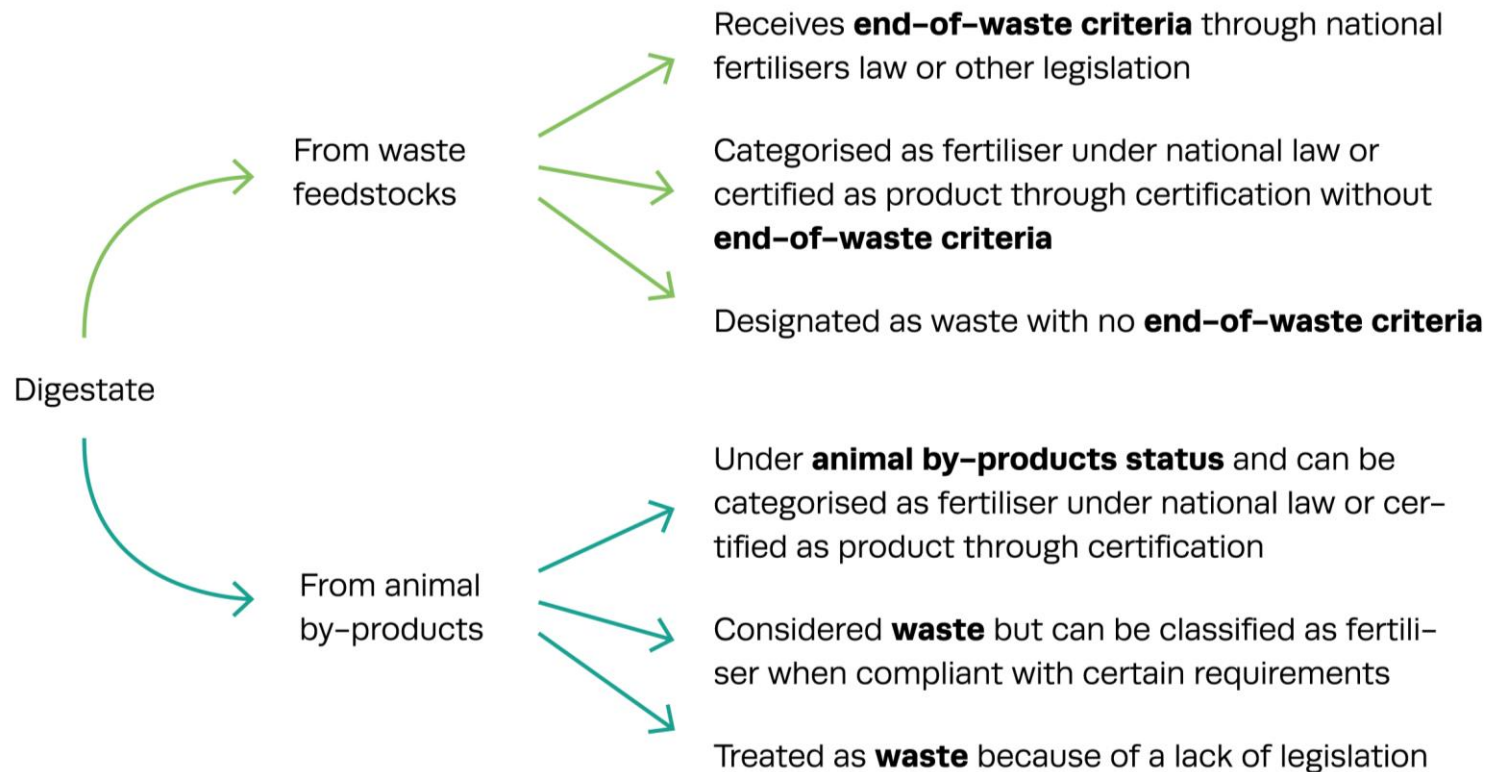 Receives end–of–waste criteria through national
fertilisers law or other legislation
From waste
feedstocks
Categorised as fertiliser under national law or
certified as product through certification without
end–of–waste criteria
Designated as waste with no end–of–waste criteria
Digestate
Under animal by–products status and can be
categorised as fertiliser under national law or cer–
tified as product through certification
From animal
by–products
Considered waste but can be classified as fertili–
ser when compliant with certain requirements
Treated as waste because of a lack of legislation